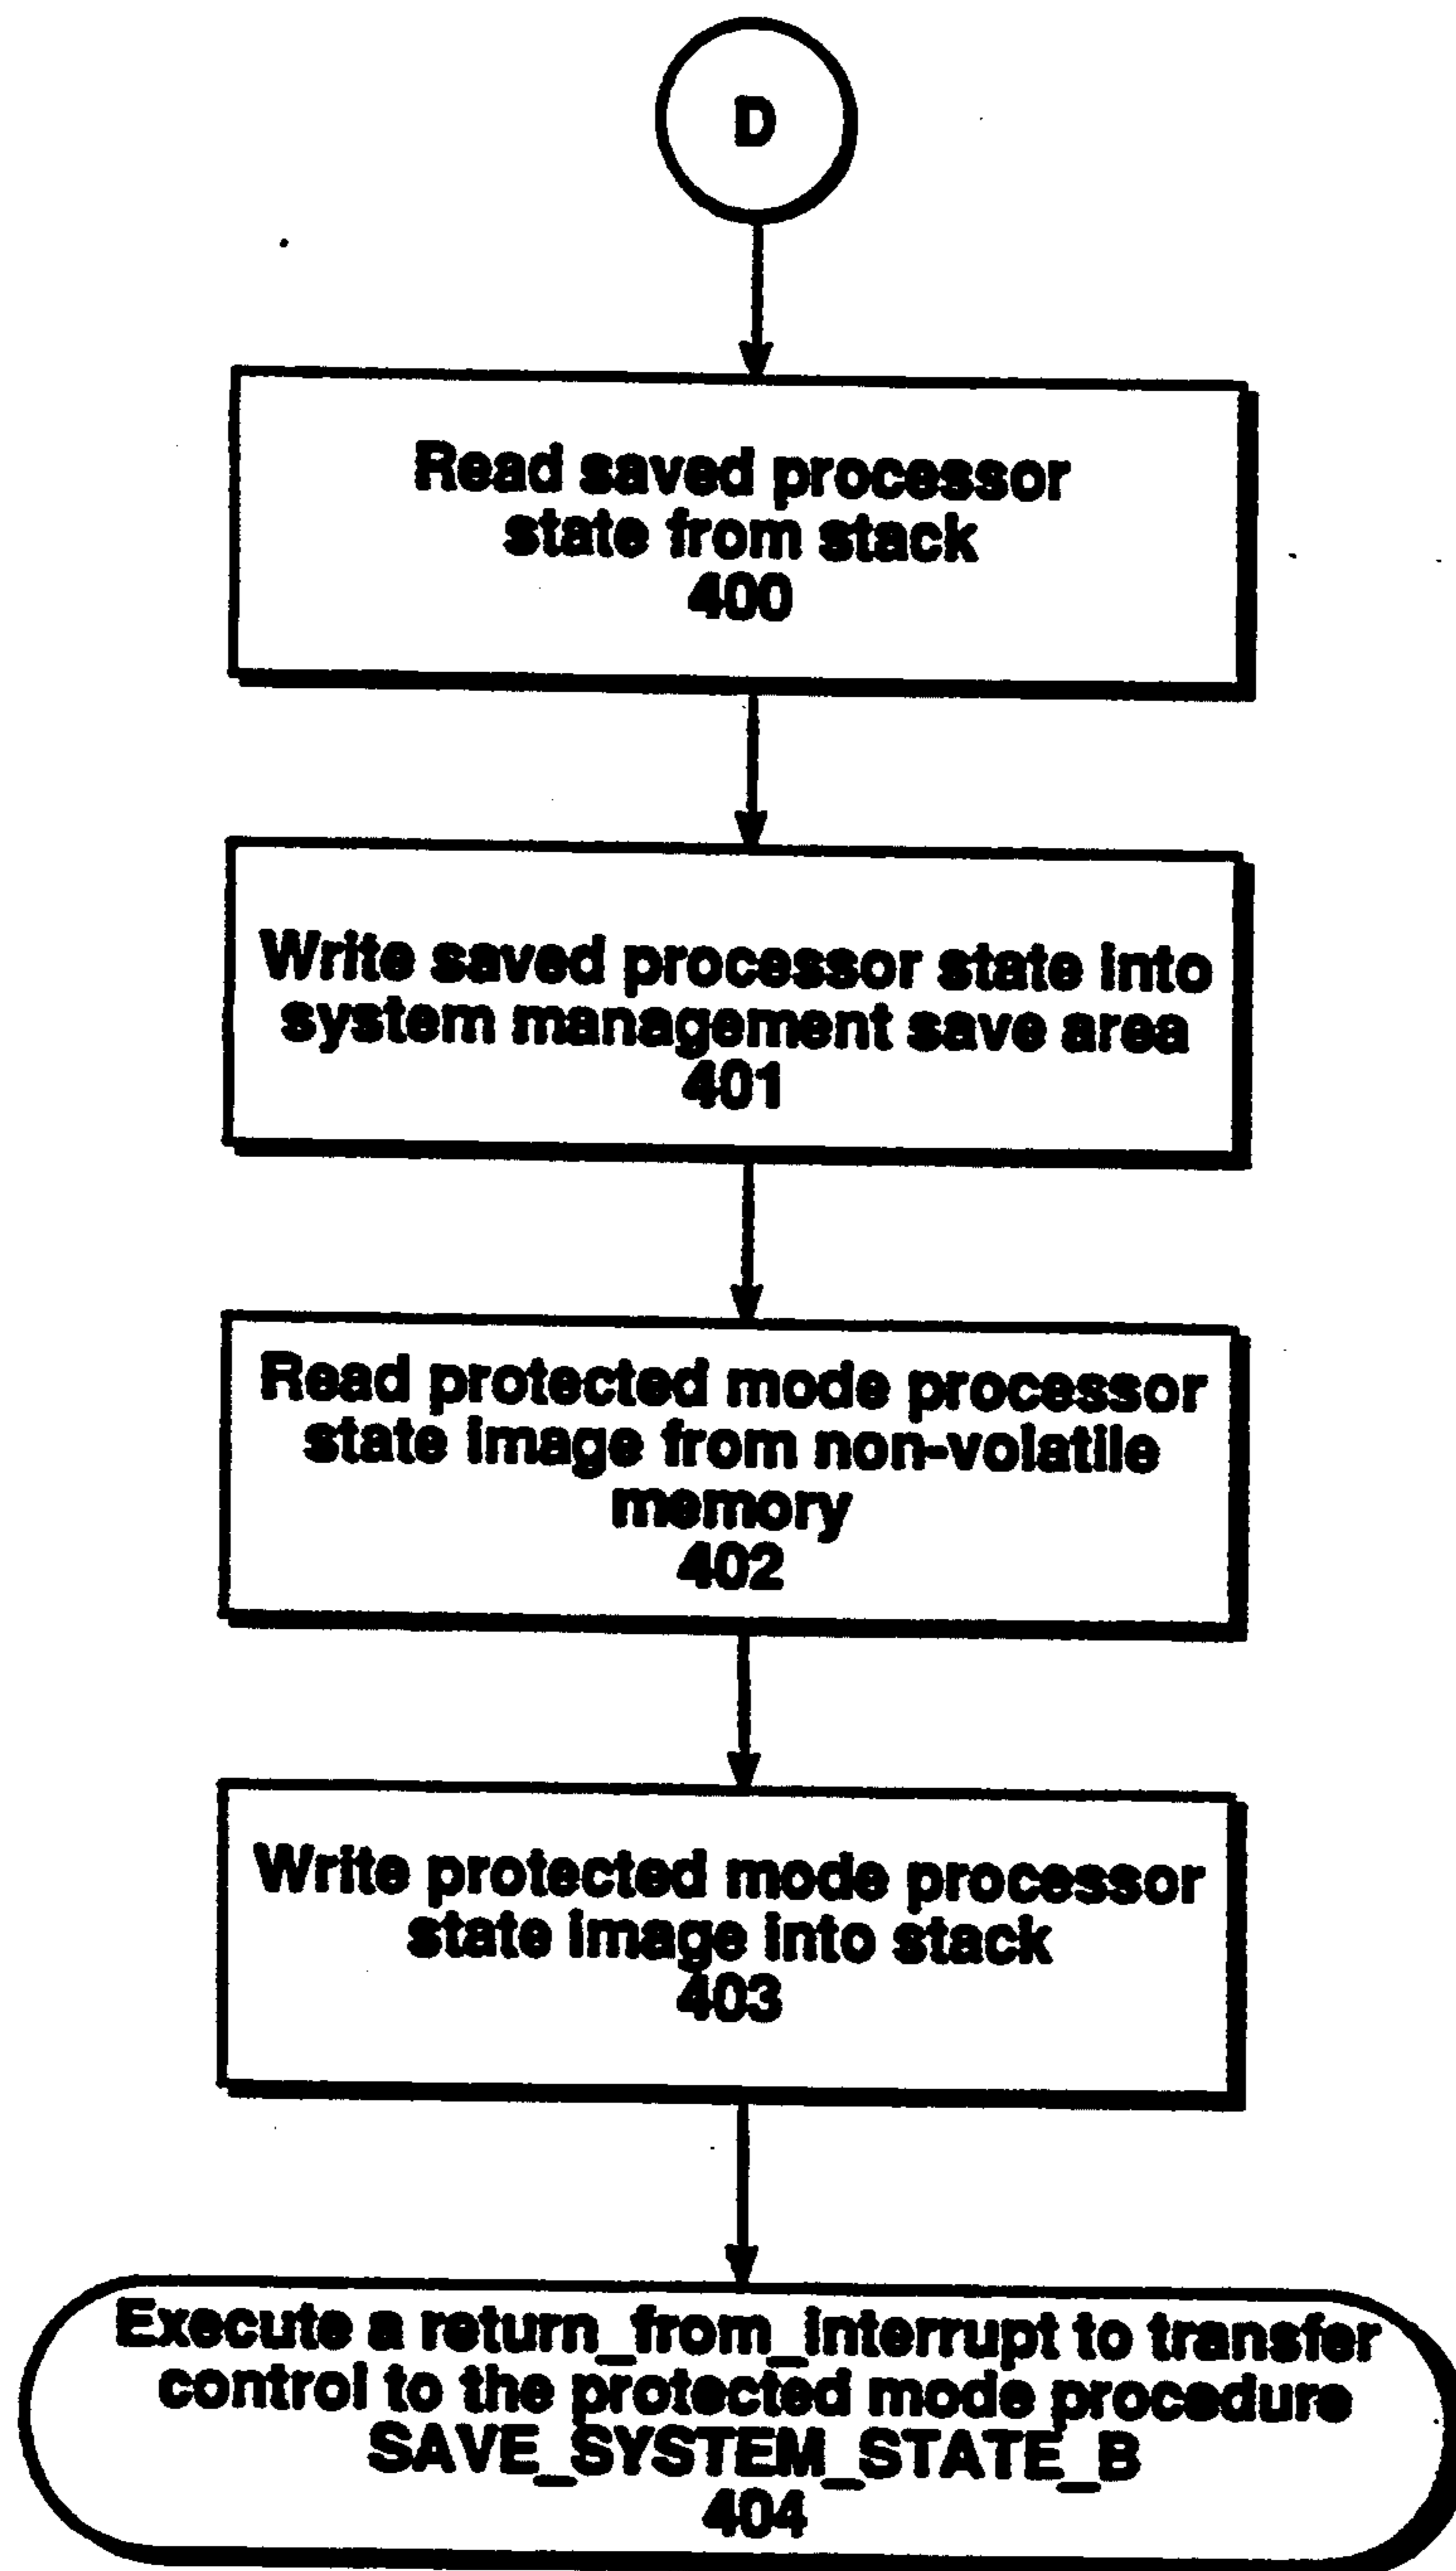 D
Read saved processor
state from stack
400
Write saved processor state into
system management save area
401
Read protected mode processor
state image from non-volatile
memory
402
Write protected mode processor
state image into stack
403
Execute a return_from_interrupt to transfer
control to the protected mode procedure
SAVE_SYSTEM_STATE_B
404